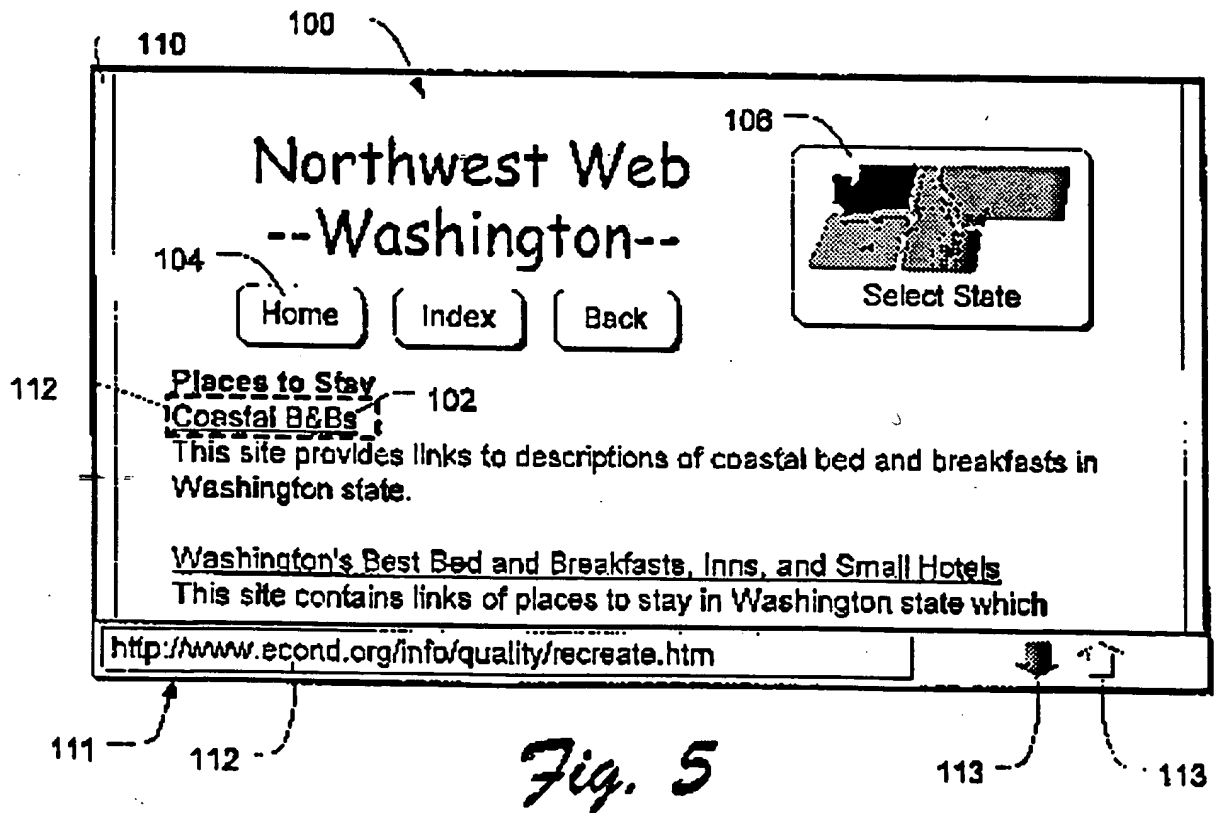 100
110
106
Northwest Web
--Washington--
104
Home Index Back
Select State
112
Places to Stay
Coastal B&Bs
102
This site provides links to descriptions of coastal bed and breakfasts in
Washington state.
Washington's Best Bed and Breakfasts, Inns, and Small Hotels
This site contains links of places to stay in Washington state which
http://www.econd.org/info/quality/recreate.htm
111
112
Fig. 5
113
113